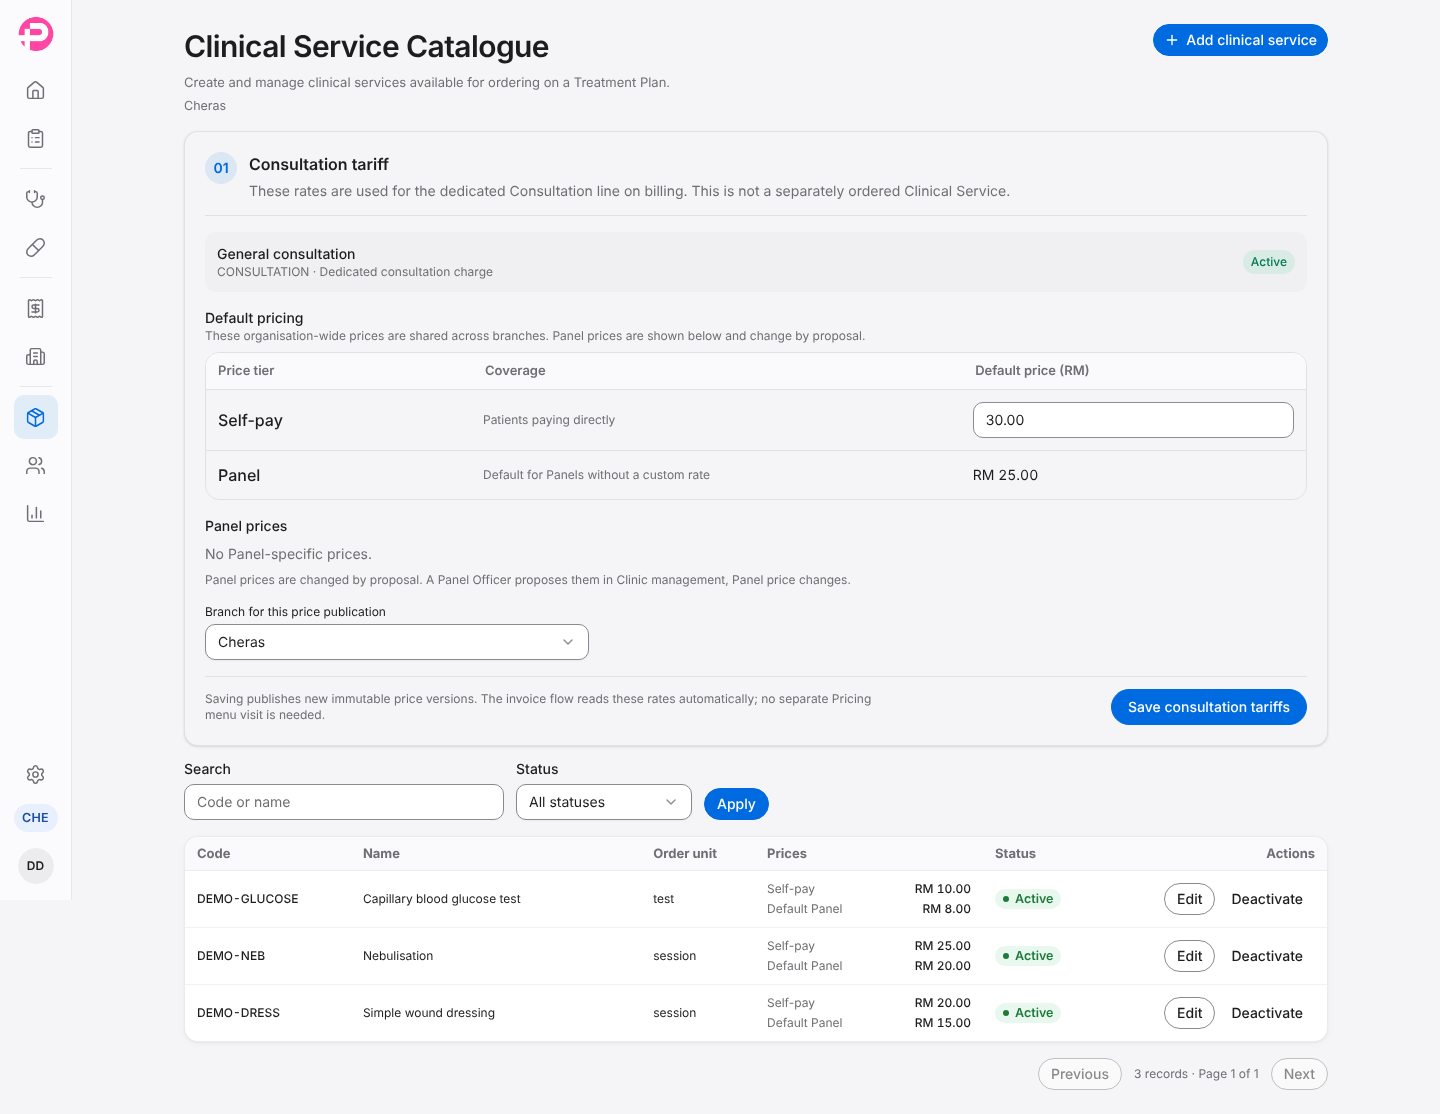 Clinical Service Catalogue
+ Add clinical service
Create and manage clinical services available for ordering on a Treatment Plan.
Cheras
01
Consultation tariff
These rates are used for the dedicated Consultation line on billing. This is not a separately ordered Clinical Service.
General consultation
CONSULTATION · Dedicated consultation charge
Active
Default pricing
These organisation-wide prices are shared across branches. Panel prices are shown below and change by proposal.
Price tier Coverage Default price (RM)
Self-pay Patients paying directly 30.00
Panel Default for Panels without a custom rate RM 25.00
Panel prices
No Panel-specific prices.
Panel prices are changed by proposal. A Panel Officer proposes them in Clinic management, Panel price changes.
Branch for this price publication
Cheras
Saving publishes new immutable price versions. The invoice flow reads these rates automatically; no separate Pricing
menu visit is needed.
Save consultation tariffs
Search Status
Code or name All statuses Apply
Code Name Order unit Prices Status Actions
DEMO-GLUCOSE Capillary blood glucose test test Self-pay RM 10.00 Active Edit Deactivate
Default Panel RM 8.00
DEMO-NEB Nebulisation session Self-pay RM 25.00 Active Edit Deactivate
Default Panel RM 20.00
DEMO-DRESS Simple wound dressing session Self-pay RM 20.00 Active Edit Deactivate
Default Panel RM 15.00
Previous 3 records · Page 1 of 1 Next
CHE
DD